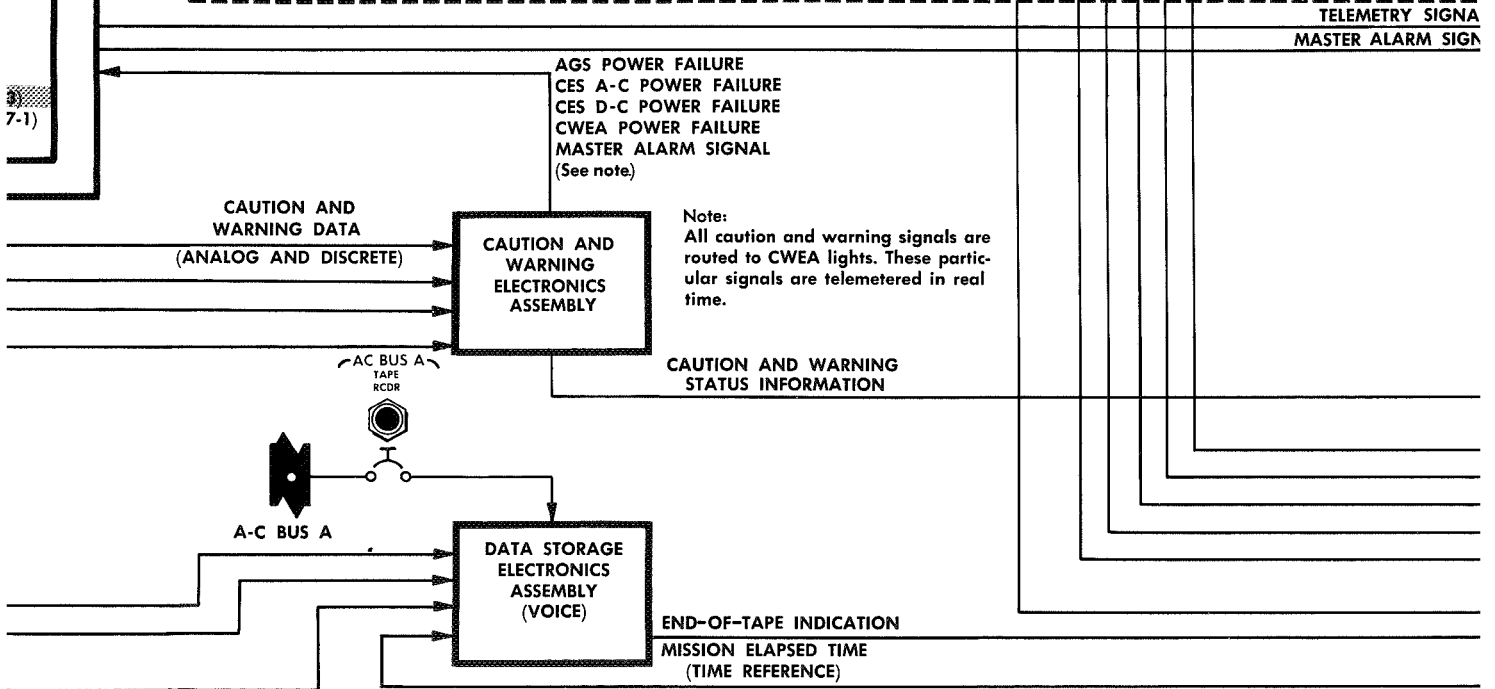 TELEMETRY SIGNA
MASTER ALARM SIGN
AGS POWER FAILURE
CES A-C POWER FAILURE
CES D-C POWER FAILURE
CWEA POWER FAILURE
MASTER ALARM SIGNAL
(See note)
7-1)
CAUTION AND
WARNING DATA
(ANALOG AND DISCRETE)
CAUTION AND
WARNING
ELECTRONICS
ASSEMBLY
Note:
All caution and warning signals are
routed to CWEA lights. These partic-
ular signals are telemetered in real
time.
AC BUS A
TAPE
RCDR
CAUTION AND WARNING
STATUS INFORMATION
A-C BUS A
DATA STORAGE
ELECTRONICS
ASSEMBLY
(VOICE)
END-OF-TAPE INDICATION
MISSION ELAPSED TIME
(TIME REFERENCE)